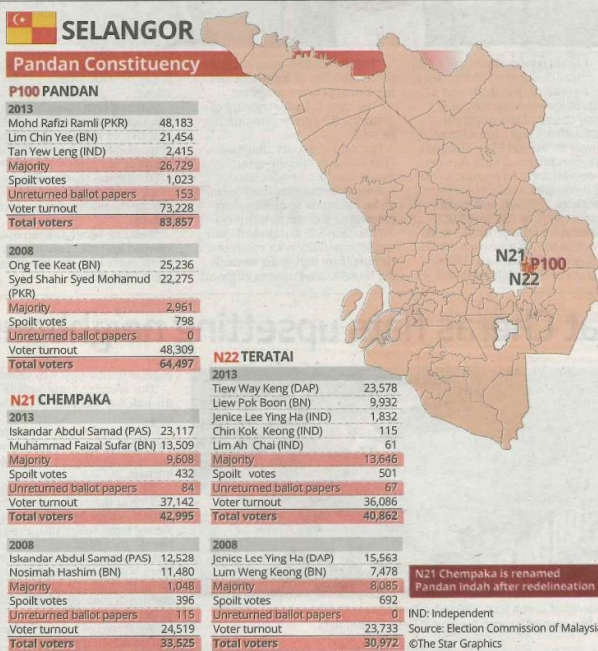 SELANGOR
Pandan Constituency
P100 PANDAN
2013
Mohd Rafizi Ramli (PKR) 48,183
Lim Chin Yee (BN) 21,454
Tan Yew Leng (IND) 2,415
Majority 26,729
Spoilt votes 1,023
Unreturned ballot papers 153
Voter turnout 73,228
Total voters 83,857
2008
Ong Tee Keat (BN) 25,236
Syed Shahir Syed Mohamud 22,275
(PKR)
Majority 2,961
Spoilt votes 798
Unreturned ballot papers 0
Voter turnout 48,309
Total voters 64,497
N21 CHEMPAKA
2013
Iskandar Abdul Samad (PAS) 23,117
Muhammad Faizal Sufar (BN) 13,509
Majority 9,608
Spoilt votes 432
Unreturned ballot papers 84
Voter turnout 37,142
Total voters 42,995
2008
Iskandar Abdul Samad (PAS) 12,528
Nosimah Hashim (BN) 11,480
Majority 1,048
Spoilt votes 396
Unreturned ballot papers 115
Voter turnout 24,519
Total voters 33,525
N22 TERATAI
2013
Tiew Way Keng (DAP) 23,578
Liew Pok Boon (BN) 9,932
Jenice Lee Ying Ha (IND) 1,832
Chin Kok Keong (IND) 115
Lim Ah Chai (IND) 61
Majority 13,646
Spoilt votes 501
Unreturned ballot papers 67
Voter turnout 36,086
Total voters 40,862
2008
Jenice Lee Ying Ha (DAP) 15,563
Lum Weng Keong (BN) 7,478
Majority 8,085
Spoilt votes 692
Unreturned ballot papers 0
Voter turnout 23,733
Total voters 30,972
N21
P100
N22
N21 Chempaka is renamed
Pandan Indah after redelineation
IND: Independent
Source: Election Commission of Malaysia
©The Star Graphics